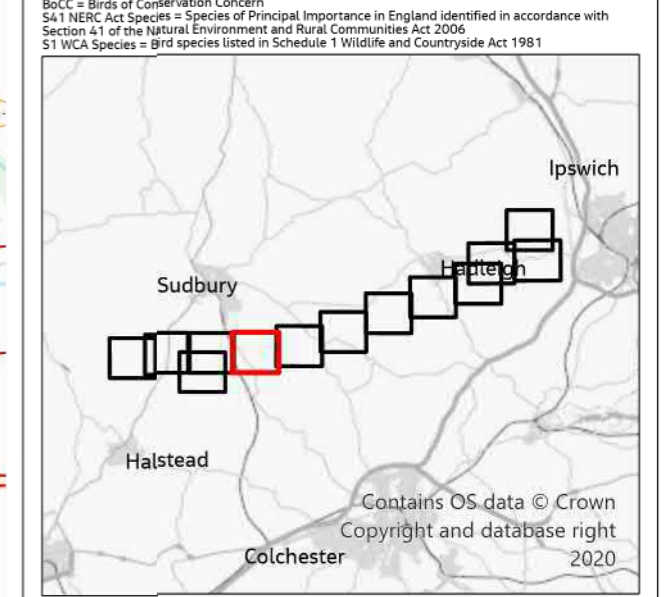 BoCC = Birds of Conservation Concern
S41 NERC Act Species = Species of Principal Importance in England identified in accordance with
Section 41 of the Natural Environment and Rural Communities Act 2006
S1 WCA Species = Bird species listed in Schedule 1 Wildlife and Countryside Act 1981
Ipswich
Hadleigh
Sudbury
Halstead
Contains OS data © Crown
Copyright and database right
2020
Colchester